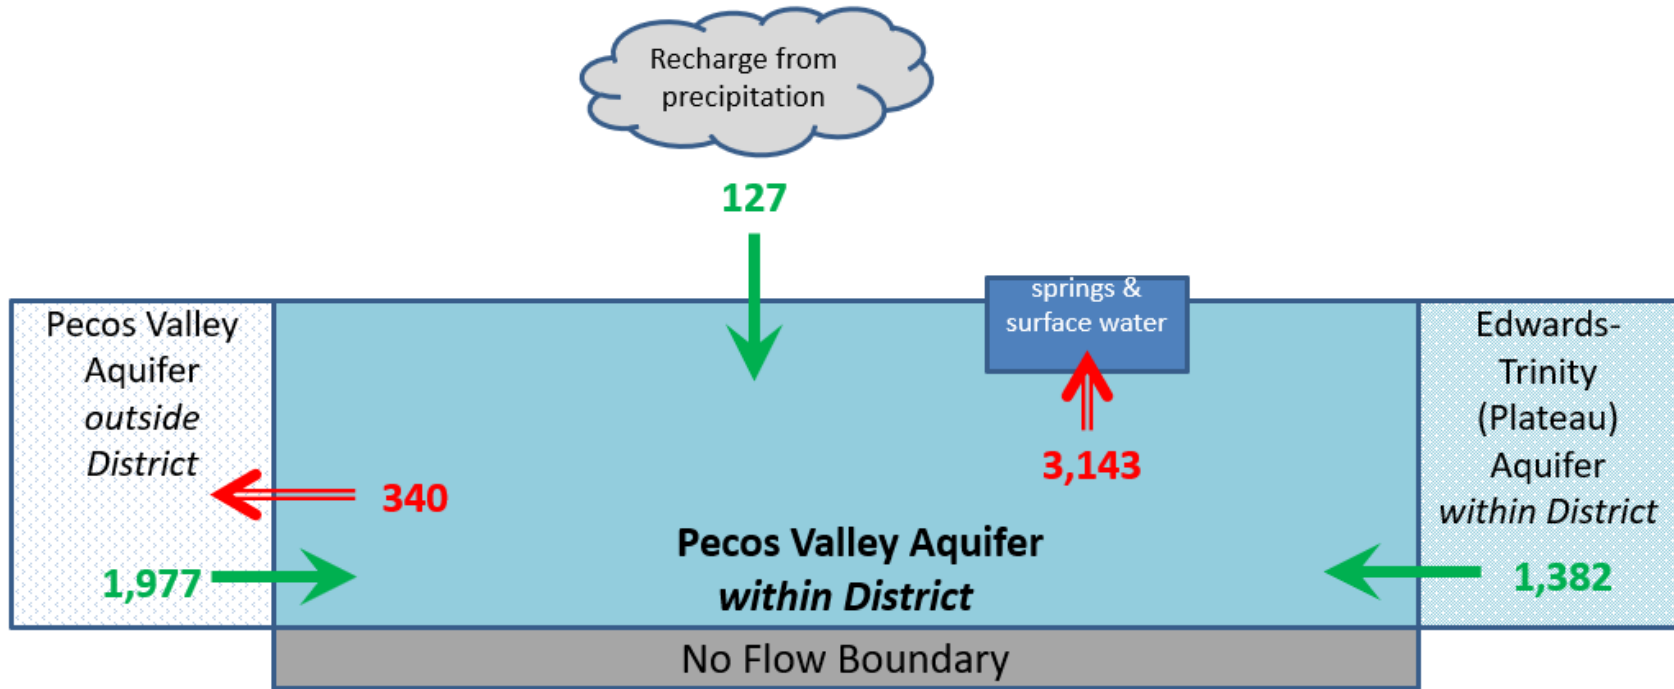 Recharge from
precipitation
127
springs &
surface water
3,143
Pecos Valley
Aquifer
outside
District
340
1,977
Pecos Valley Aquifer
within District
Edwards-
Trinity
(Plateau)
Aquifer
within District
1,382
No Flow Boundary